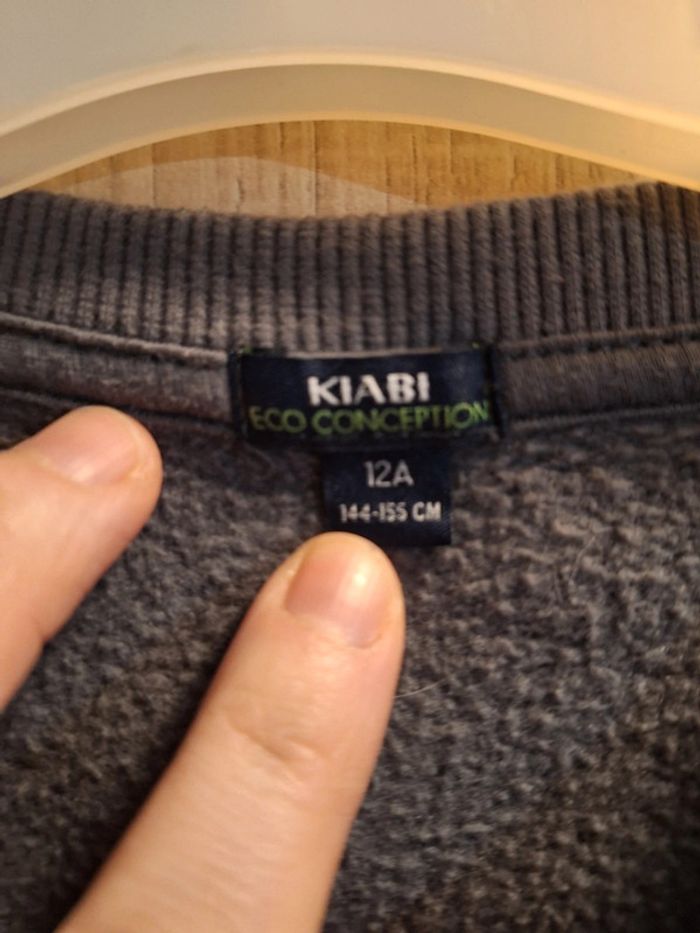 KIABI
ECO CONCEPTION
12A
144-155 CM